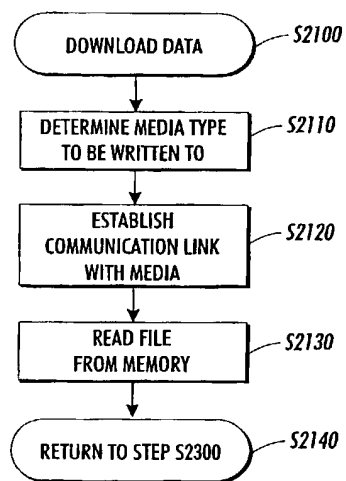 DOWNLOAD DATA
S2100
DETERMINE MEDIA TYPE
TO BE WRITTEN TO
S2110
ESTABLISH
COMMUNICATION LINK
WITH MEDIA
S2120
READ FILE
FROM MEMORY
S2130
RETURN TO STEP S2300
S2140